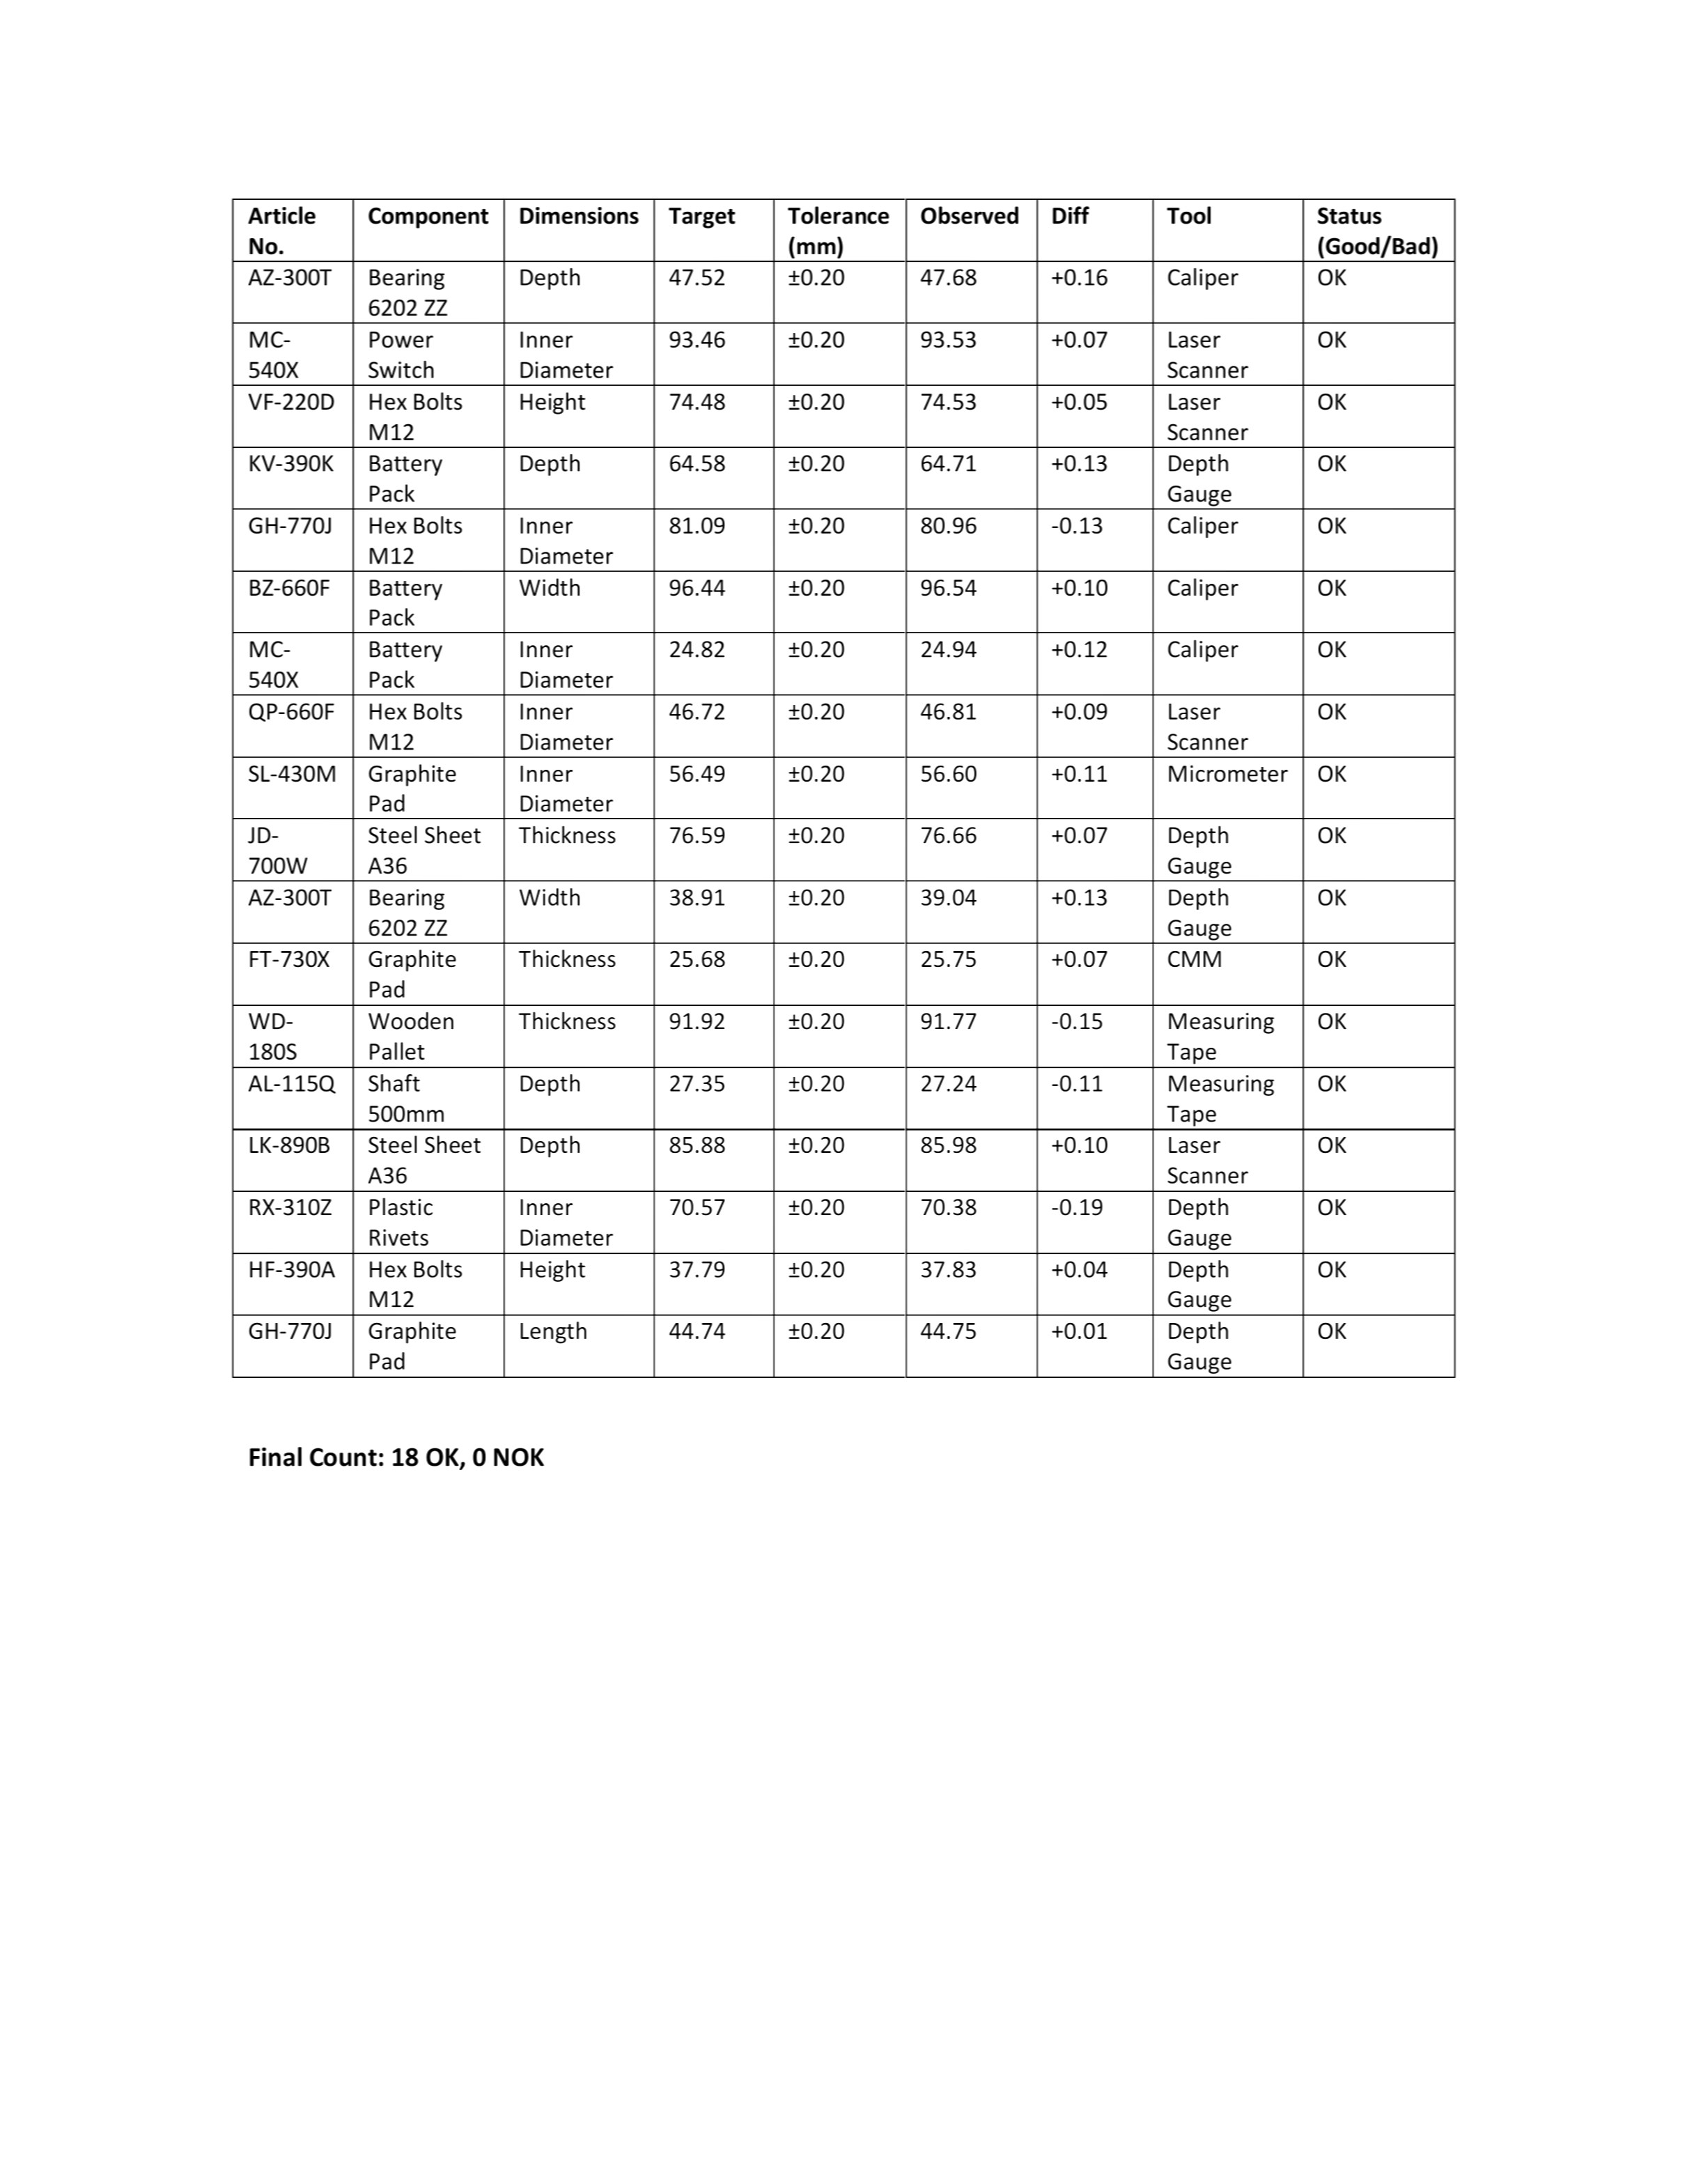 Article No. Component Dimensions Target Tolerance (mm) Observed Diff Tool Status (Good/Bad)
AZ-300T Bearing 6202 ZZ Depth 47.52 ±0.20 47.68 +0.16 Caliper OK
MC-540X Power Switch Inner Diameter 93.46 ±0.20 93.53 +0.07 Laser Scanner OK
VF-220D Hex Bolts M12 Height 74.48 ±0.20 74.53 +0.05 Laser Scanner OK
KV-390K Battery Pack Depth 64.58 ±0.20 64.71 +0.13 Depth Gauge OK
GH-770J Hex Bolts M12 Inner Diameter 81.09 ±0.20 80.96 -0.13 Caliper OK
BZ-660F Battery Pack Width 96.44 ±0.20 96.54 +0.10 Caliper OK
MC-540X Battery Pack Inner Diameter 24.82 ±0.20 24.94 +0.12 Caliper OK
QP-660F Hex Bolts M12 Inner Diameter 46.72 ±0.20 46.81 +0.09 Laser Scanner OK
SL-430M Graphite Pad Inner Diameter 56.49 ±0.20 56.60 +0.11 Micrometer OK
JD-700W Steel Sheet A36 Thickness 76.59 ±0.20 76.66 +0.07 Depth Gauge OK
AZ-300T Bearing 6202 ZZ Width 38.91 ±0.20 39.04 +0.13 Depth Gauge OK
FT-730X Graphite Pad Thickness 25.68 ±0.20 25.75 +0.07 CMM OK
WD-180S Wooden Pallet Thickness 91.92 ±0.20 91.77 -0.15 Measuring Tape OK
AL-115Q Shaft 500mm Depth 27.35 ±0.20 27.24 -0.11 Measuring Tape OK
LK-890B Steel Sheet A36 Depth 85.88 ±0.20 85.98 +0.10 Laser Scanner OK
RX-310Z Plastic Rivets Inner Diameter 70.57 ±0.20 70.38 -0.19 Depth Gauge OK
HF-390A Hex Bolts M12 Height 37.79 ±0.20 37.83 +0.04 Depth Gauge OK
GH-770J Graphite Pad Length 44.74 ±0.20 44.75 +0.01 Depth Gauge OK
Final Count: 18 OK, 0 NOK